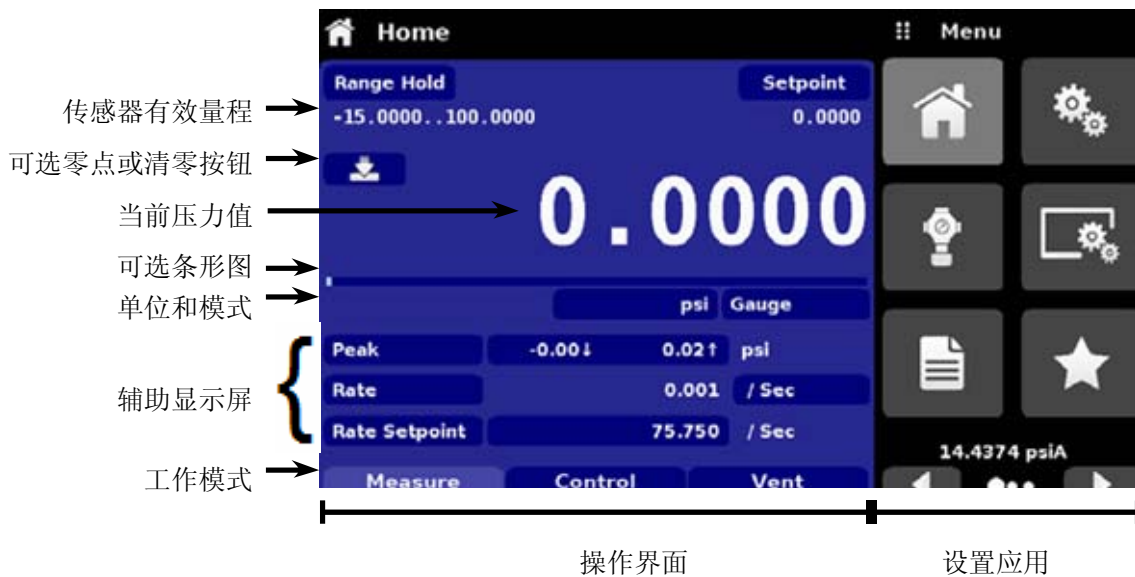 Home
Menu
Range Hold
Setpoint
传感器有效量程
-15.0000..100.0000
0.0000
可选零点或清零按钮
当前压力值
0.0000
可选条形图
单位和模式
psi
Gauge
辅助显示屏
Peak
-0.00↓
0.02↑
psi
Rate
0.001
/ Sec
Rate Setpoint
75.750
/ Sec
14.4374 psiA
工作模式
Measure
Control
Vent
操作界面
设置应用